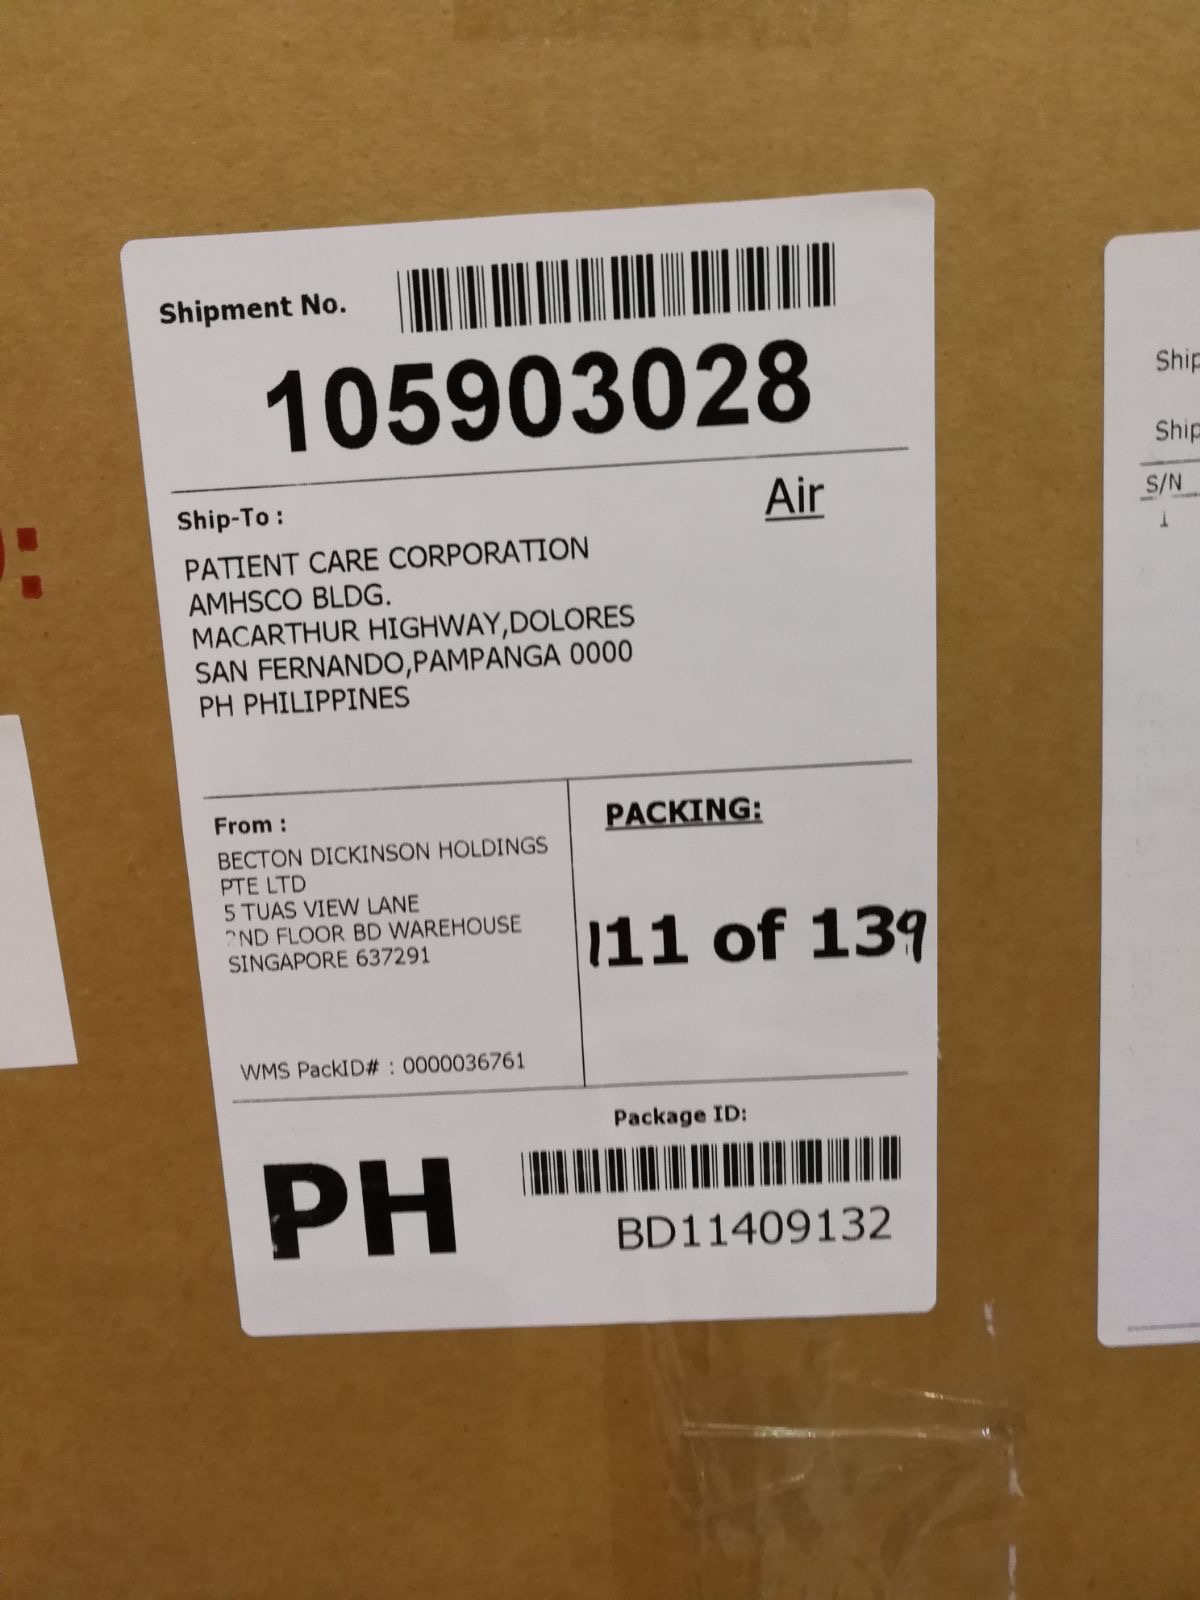 Shipment No.
105903028
Ship-To :
Air
PATIENT CARE CORPORATION
AMHSCO BLDG.
MACARTHUR HIGHWAY,DOLORES
SAN FERNANDO,PAMPANGA 0000
PH PHILIPPINES
From :
BECTON DICKINSON HOLDINGS
PTE LTD
5 TUAS VIEW LANE
2ND FLOOR BD WAREHOUSE
SINGAPORE 637291
WMS PackID# : 0000036761
PACKING:
111 of 139
PH
Package ID:
BD11409132
Ship
Ship
S/N
1